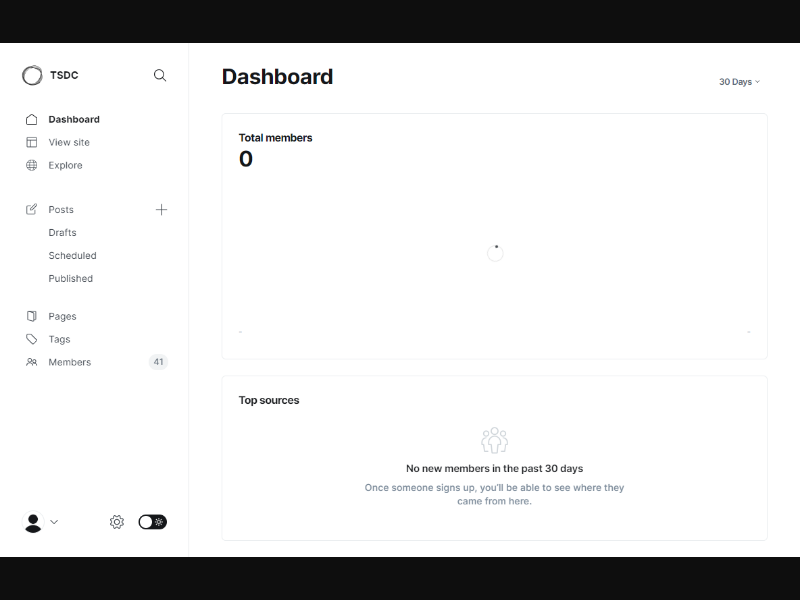 TSDC
Dashboard
View site
Explore
Posts
Drafts
Scheduled
Published
Pages
Tags
Members 41
Dashboard
30 Days
Total members
0
Top sources
No new members in the past 30 days
Once someone signs up, you'll be able to see where they
came from here.